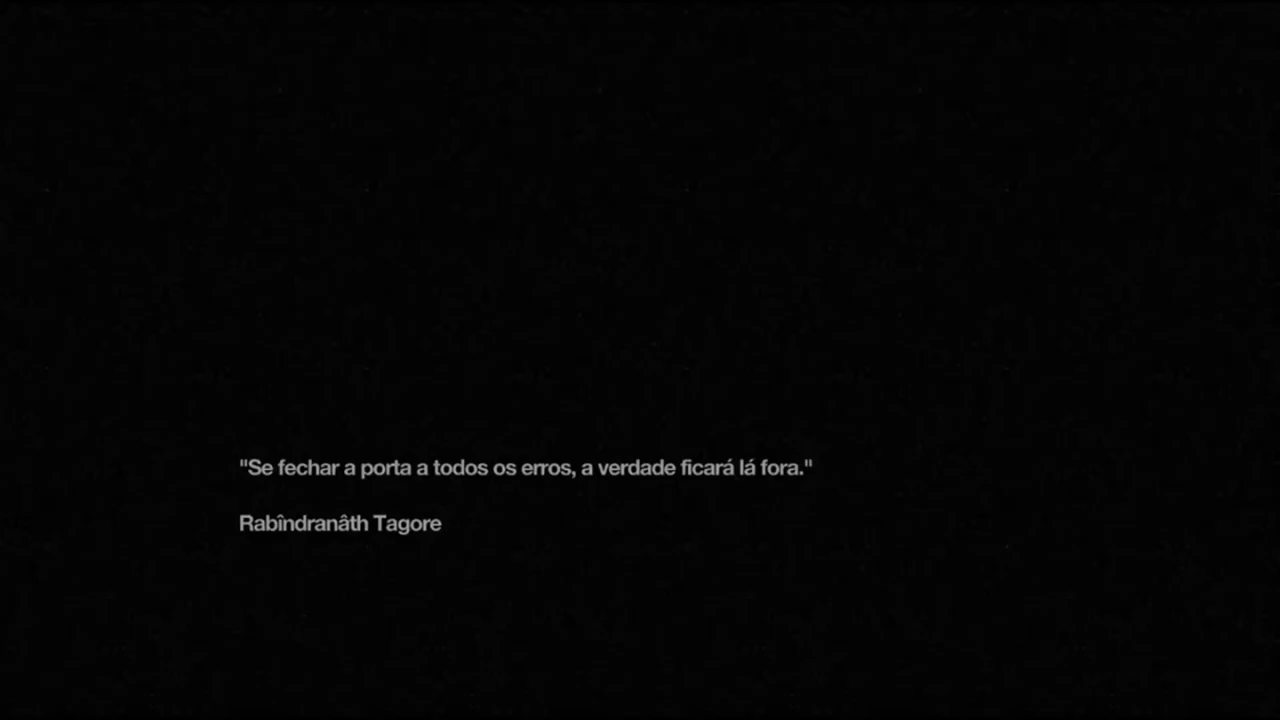 "Se fechar a porta a todos os erros, a verdade ficará lá fora."
Rabîndranâth Tagore